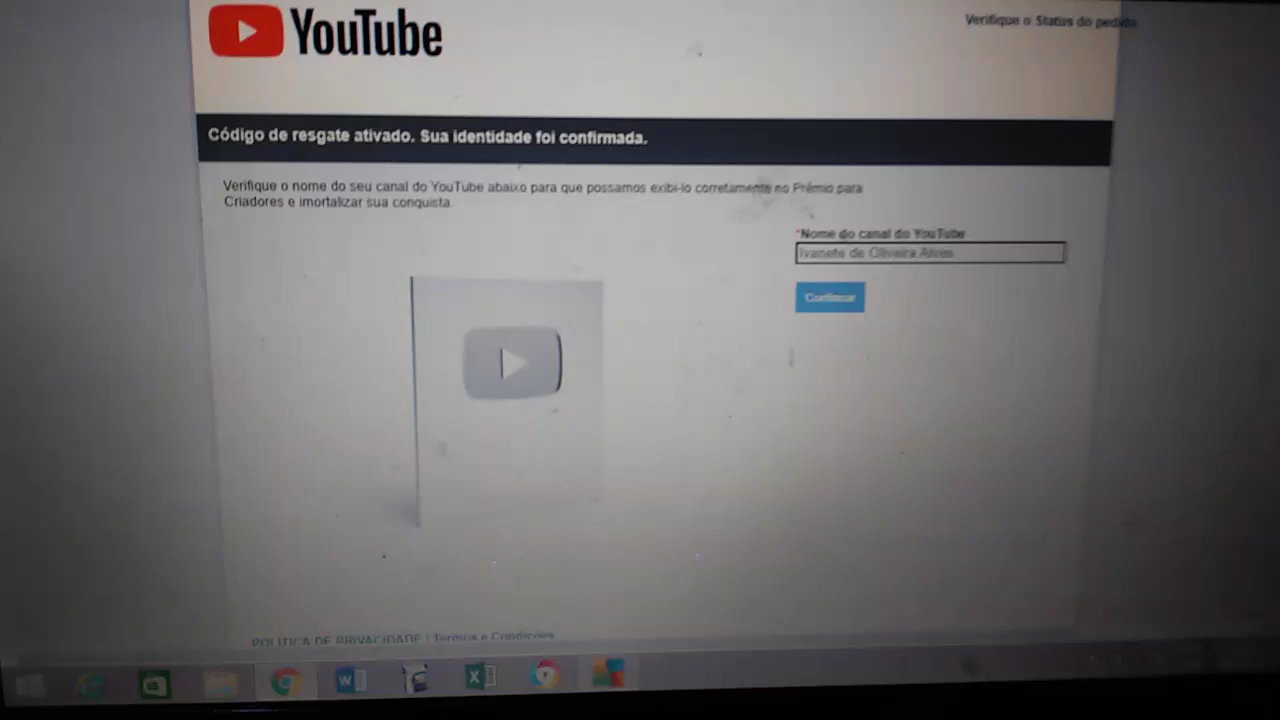 YouTube
Verifique o Status do pedido
Código de resgate ativado. Sua identidade foi confirmada.
Verifique o nome do seu canal do YouTube abaixo para que possamos exibi-lo corretamente no Prêmio para
Criadores e imortalizar sua conquista.
*Nome do canal do YouTube
Ivanete de Oliveira Alves
Continuar
POLÍTICA DE PRIVACIDADE | Termos e Condições